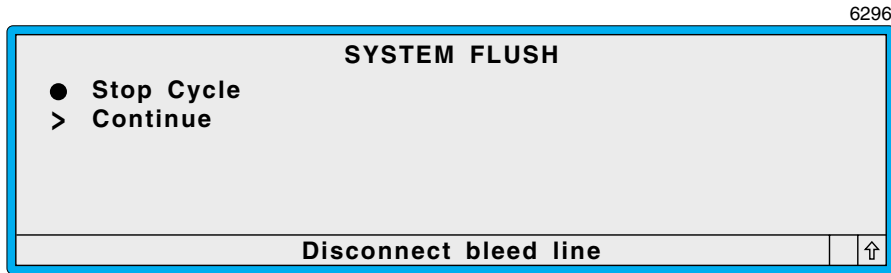 6296
SYSTEM FLUSH
● Stop Cycle
> Continue
Disconnect bleed line ⇧